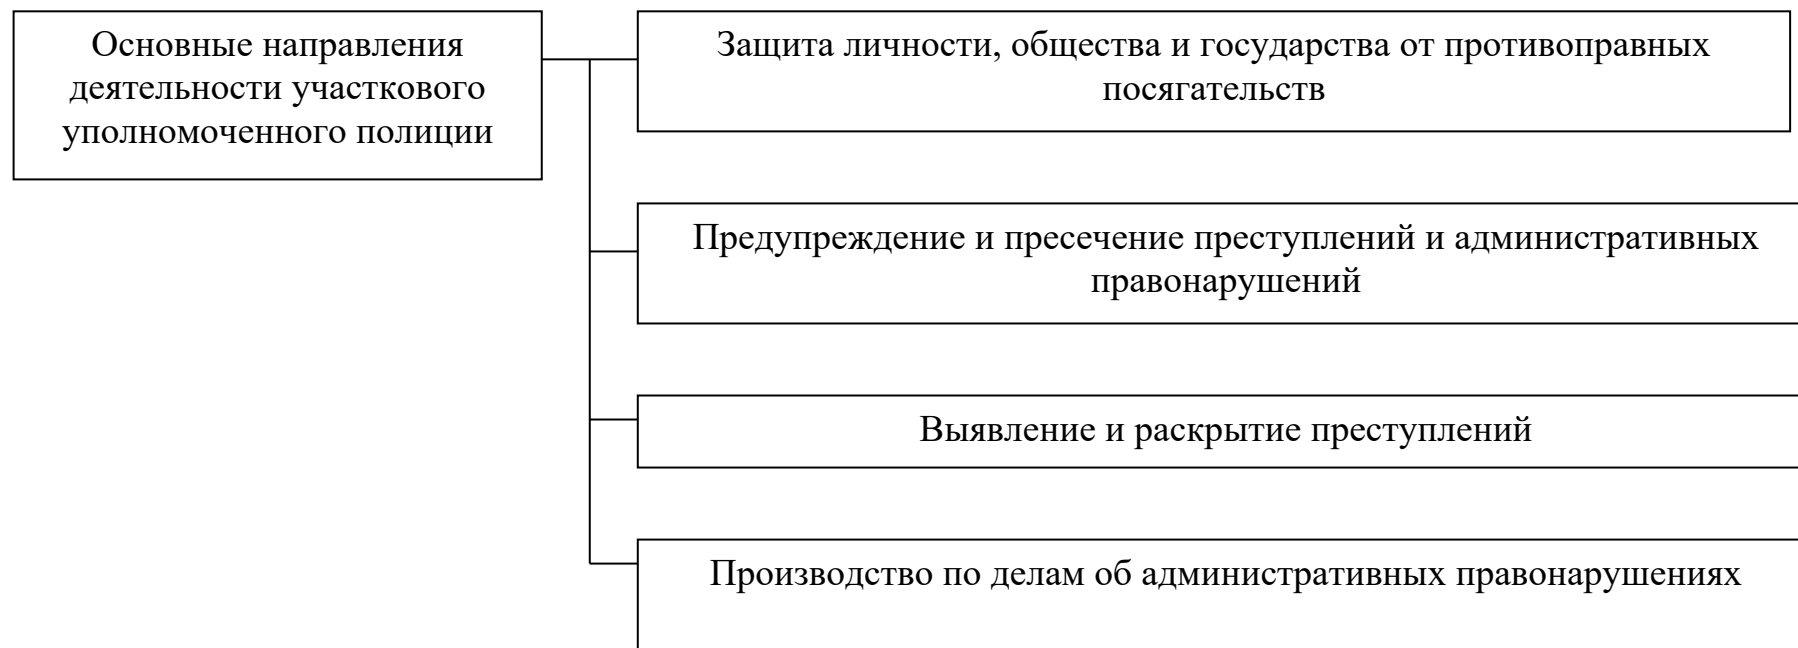 Основные направления
деятельности участкового
уполномоченного полиции
Защита личности, общества и государства от противоправных
посягательств
Предупреждение и пресечение преступлений и административных
правонарушений
Выявление и раскрытие преступлений
Производство по делам об административных правонарушениях